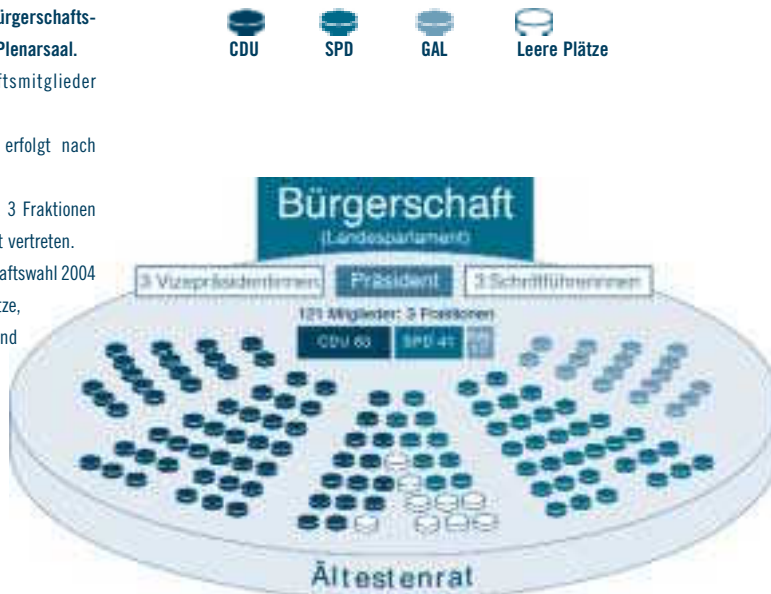 ürgerschafts-
Plenarsaal.
ftsmitglieder
erfolgt nach
3 Fraktionen
t vertreten.
aftswahl 2004
tze,
nd
CDU SPD GAL Leere Plätze
Bürgerschaft
(Landesparlament)
3 Vizepräsidentinnen Präsident 3 Schriftführerinnen
121 Mitglieder: 3 Fraktionen
CDU 63 SPD 41
Ältestenrat